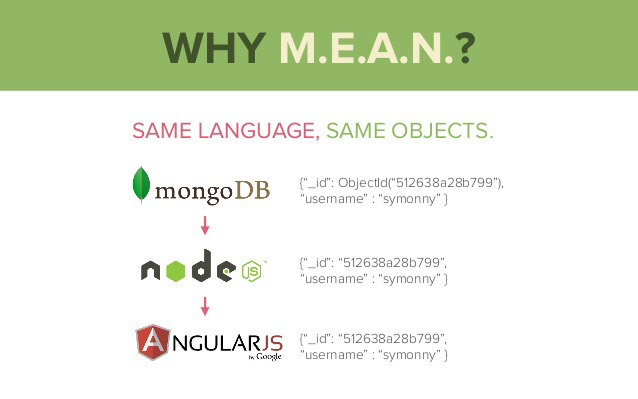 WHY M.E.A.N.?
SAME LANGUAGE, SAME OBJECTS.
mongoDB
{“_id”: ObjectId(“512638a28b799”),
“username” : “symonny” }
node JS ™
{“_id”: “512638a28b799”,
“username” : “symonny” }
ANGULARJS
by Google
{“_id”: “512638a28b799”,
“username” : “symonny” }